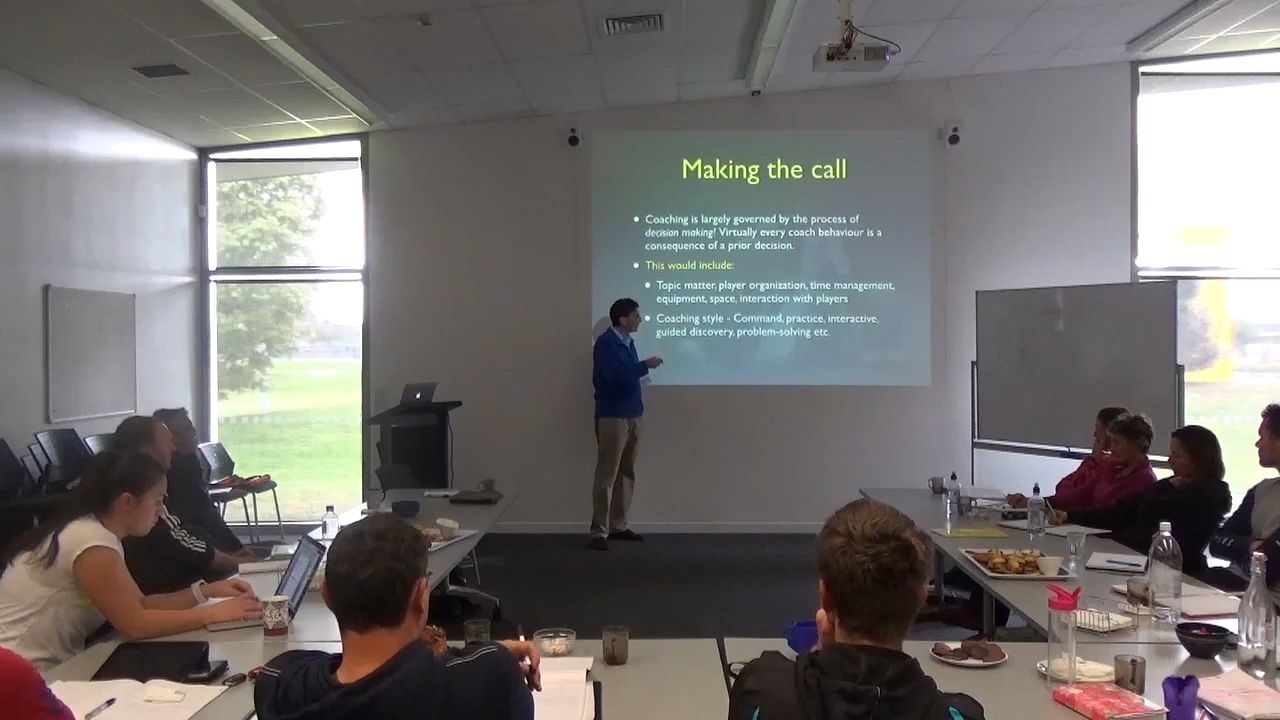 Making the call
• Coaching is largely governed by the process of
decision making! Virtually every coach behaviour is a
consequence of a prior decision.
• This would include:
• Topic matter, player organization, time management,
equipment, space, interaction with players
• Coaching style - Command, practice, interactive,
guided discovery, problem-solving etc.